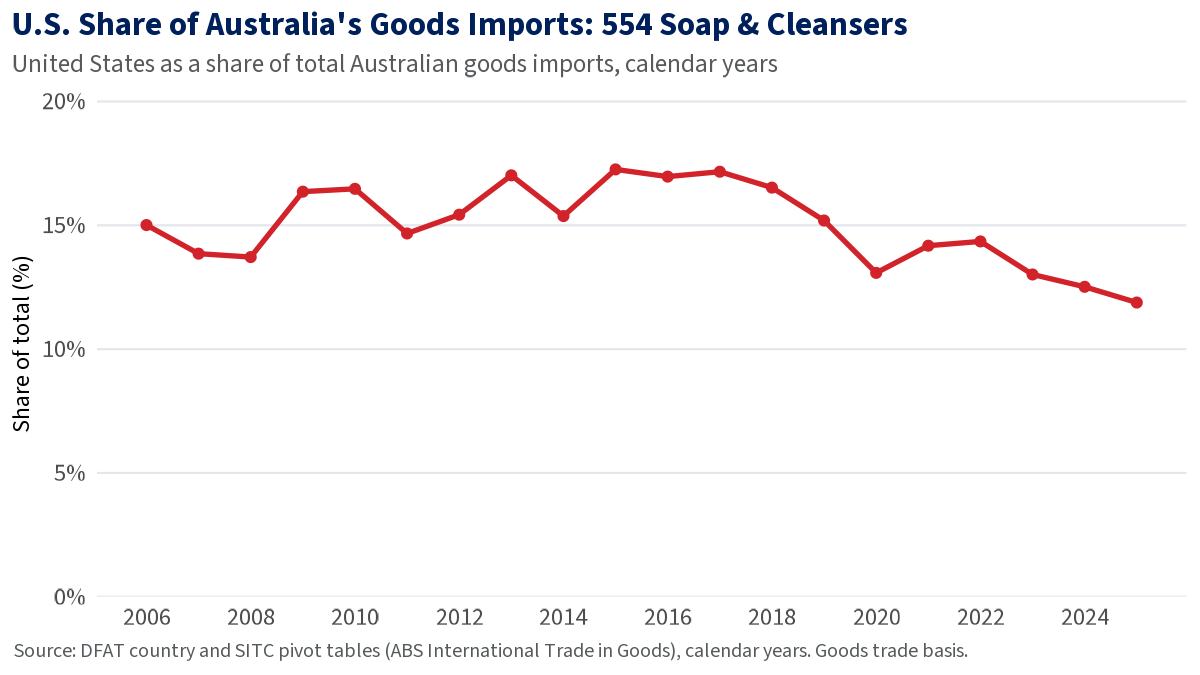 U.S. Share of Australia's Goods Imports: 554 Soap & Cleansers
United States as a share of total Australian goods imports, calendar years
Share of total (%)
20%
15%
10%
5%
0%
2006 2008 2010 2012 2014 2016 2018 2020 2022 2024
Source: DFAT country and SITC pivot tables (ABS International Trade in Goods), calendar years. Goods trade basis.